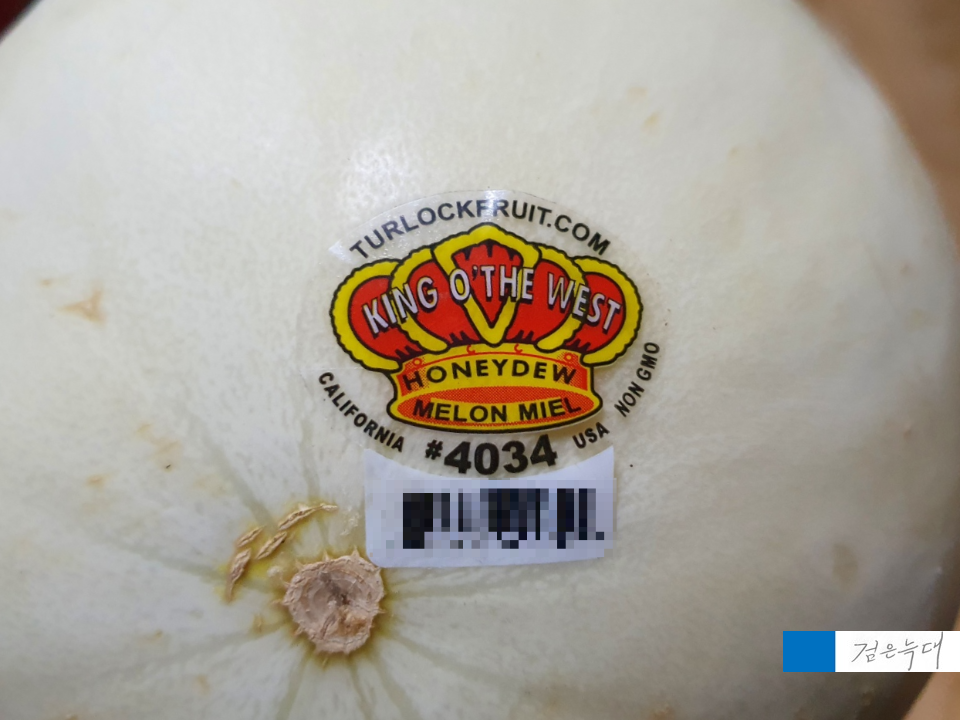 TURLOCKFRUIT.COM
KING O'THE WEST
HONEYDEW
MELON MIEL
CALIFORNIA
#4034
USA
NON GMO
검은늑대